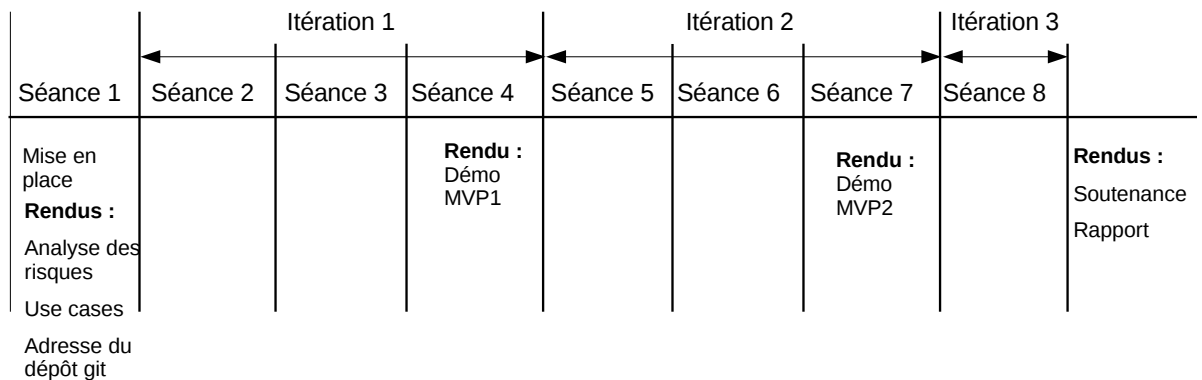 Itération 1
Itération 2
Itération 3
Séance 1
Séance 2
Séance 3
Séance 4
Séance 5
Séance 6
Séance 7
Séance 8
Mise en
place
Rendus :
Analyse des
risques
Use cases
Adresse du
dépôt git
Rendu :
Démo
MVP1
Rendu :
Démo
MVP2
Rendus :
Soutenance
Rapport